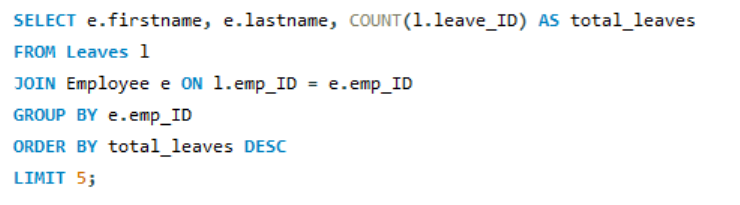 SELECT e.firstname, e.lastname, COUNT(l.leave_ID) AS total_leaves
FROM Leaves l
JOIN Employee e ON l.emp_ID = e.emp_ID
GROUP BY e.emp_ID
ORDER BY total_leaves DESC
LIMIT 5;